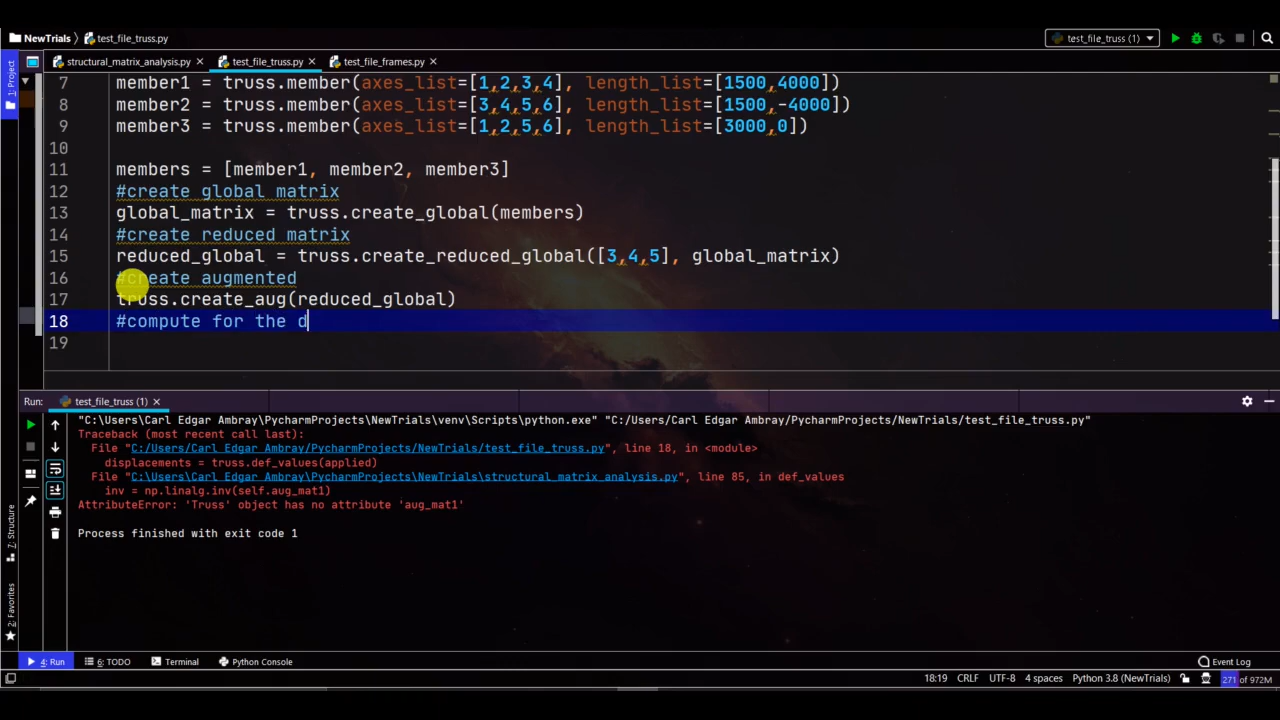 NewTrials
test_file_truss.py
test_file_truss (1)
1: Project
structural_matrix_analysis.py
test_file_truss.py
test_file_frames.py
7 member1 = truss.member(axes_list=[1,2,3,4], length_list=[1500,4000])
8 member2 = truss.member(axes_list=[3,4,5,6], length_list=[1500,-4000])
9 member3 = truss.member(axes_list=[1,2,5,6], length_list=[3000,0])
10
11 members = [member1, member2, member3]
12 #create global matrix
13 global_matrix = truss.create_global(members)
14 #create reduced matrix
15 reduced_global = truss.create_reduced_global([3,4,5], global_matrix)
16 #create augmented
17 truss.create_aug(reduced_global)
18 #compute for the d
19
Run: test_file_truss (1)
"C:\Users\Carl Edgar Ambray\PycharmProjects\NewTrials\venv\Scripts\python.exe" "C:/Users/Carl Edgar Ambray/PycharmProjects/NewTrials/test_file_truss.py"
Traceback (most recent call last):
File "C:/Users/Carl Edgar Ambray/PycharmProjects/NewTrials/test_file_truss.py", line 18, in <module>
displacements = truss.def_values(applied)
File "C:\Users\Carl Edgar Ambray\PycharmProjects\NewTrials\structural_matrix_analysis.py", line 85, in def_values
inv = np.linalg.inv(self.aug_mat1)
AttributeError: 'Truss' object has no attribute 'aug_mat1'
Process finished with exit code 1
7: Structure
2: Favorites
4: Run
6: TODO
Terminal
Python Console
Event Log
18:19 CRLF UTF-8 4 spaces Python 3.8 (NewTrials) 271 of 972M